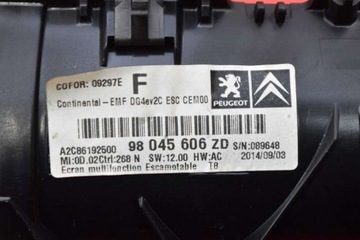 COFOR: 09297E F
Continental-EMF DG4ev2C ESC CEM00
PEUGEOT
A2C86192500 98 045 606 ZD S/N:089648
MI:0D.02Ctrl:268 N SW:12.00 HW:AC 2014/09/03
Ecran multifonction Escamotable T8